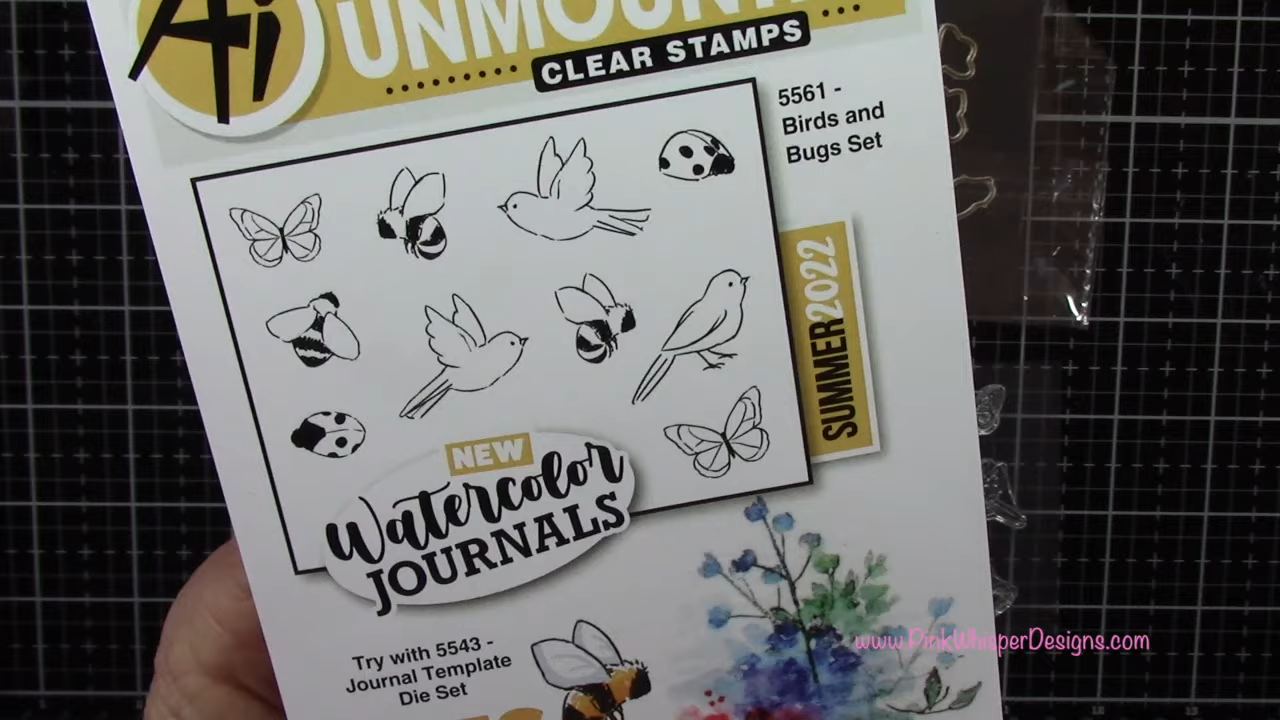 Ai
CLEAR STAMPS
5561 -
Birds and
Bugs Set
SUMMER2022
NEW
Watercolor
JOURNALS
Try with 5543 -
Journal Template
Die Set
www.PinkWhisperDesigns.com